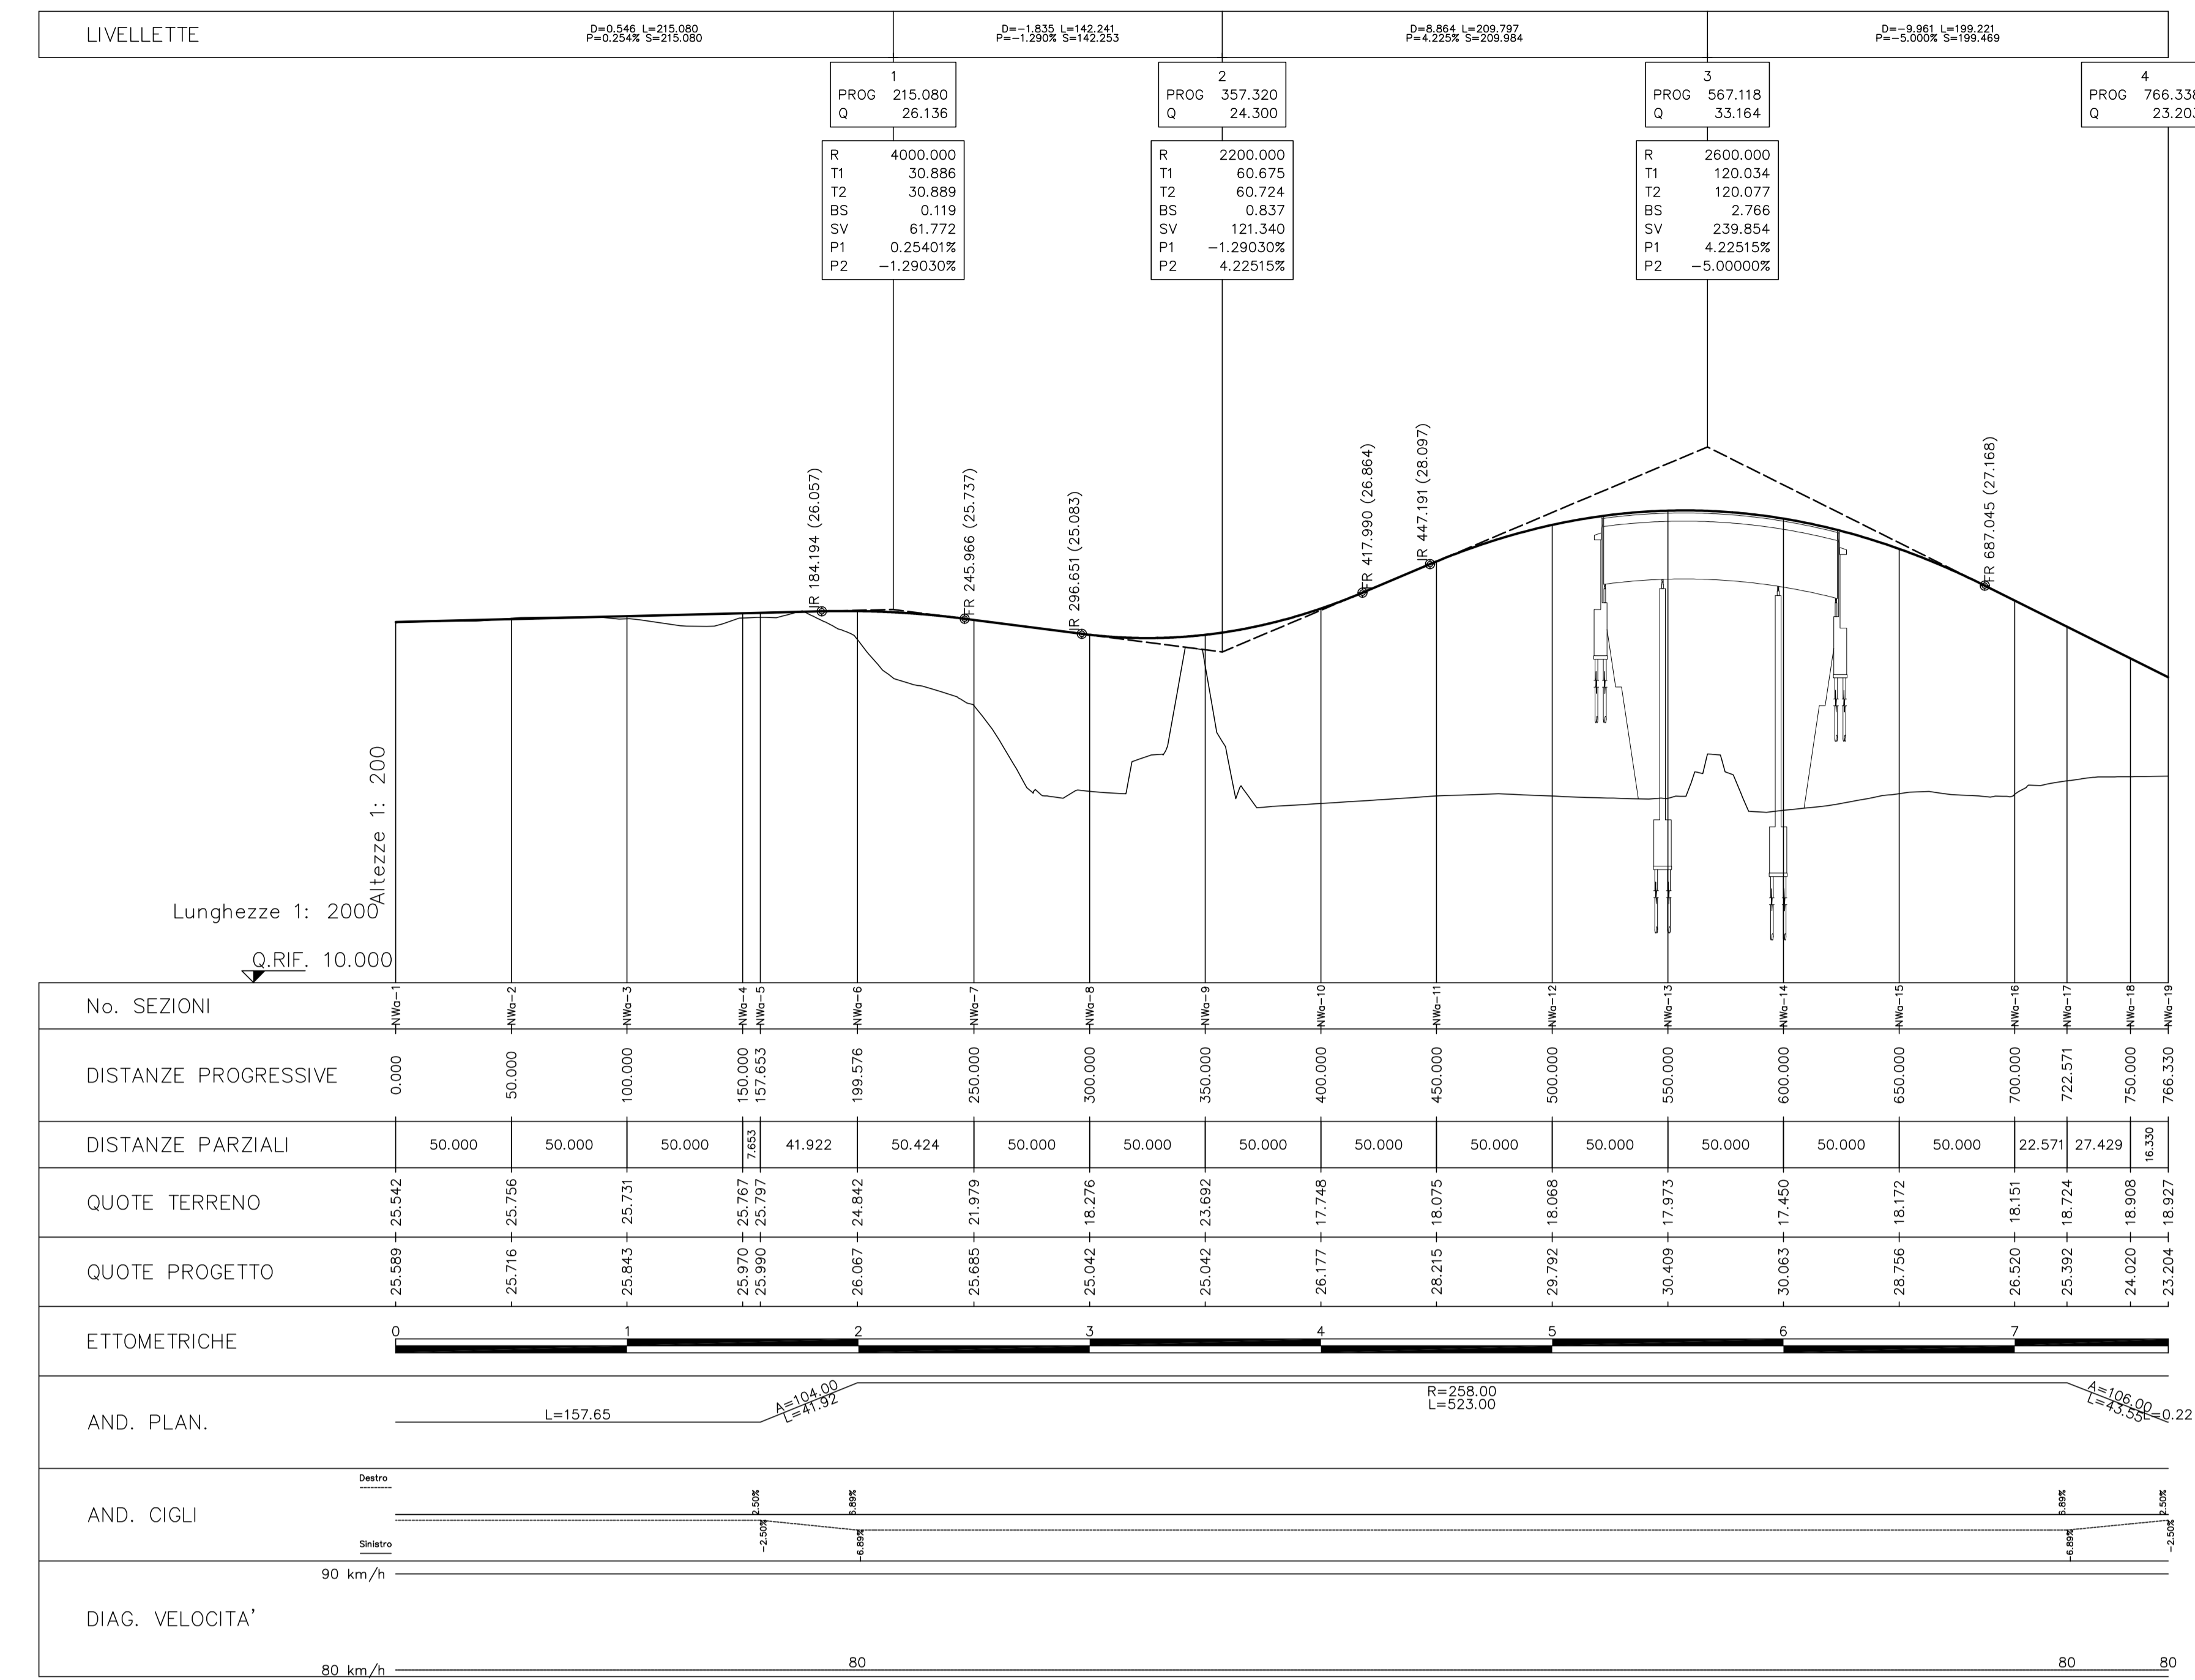 LIVELLETTE
D=0.546 L=215.080
P=0.254% S=215.080
D=−1.835 L=142.241
P=−1.290% S=142.253
D=8.864 L=209.797
P=4.225% S=209.984
D=−9.961 L=199.221
P=−5.000% S=199.469
1
PROG 215.080
Q 26.136
2
PROG 357.320
Q 24.300
3
PROG 567.118
Q 33.164
4
PROG 766.338
Q 23.203
R 4000.000
T1 30.886
T2 30.889
BS 0.119
SV 61.772
P1 0.25401%
P2 −1.29030%
R 2200.000
T1 60.675
T2 60.724
BS 0.837
SV 121.340
P1 −1.29030%
P2 4.22515%
R 2600.000
T1 120.034
T2 120.077
BS 2.766
SV 239.854
P1 4.22515%
P2 −5.00000%
IR 184.194 (26.057)
FR 245.966 (25.737)
IR 296.651 (25.083)
FR 417.990 (26.864)
IR 447.191 (28.097)
FR 687.045 (27.168)
Altezze 1: 200
Lunghezze 1: 2000
Q.RIF. 10.000
No. SEZIONI
NWa−1 NWa−2 NWa−3 NWa−4 NWa−5 NWa−6 NWa−7 NWa−8 NWa−9 NWa−10 NWa−11 NWa−12 NWa−13 NWa−14 NWa−15 NWa−16 NWa−17 NWa−18 NWa−19
DISTANZE PROGRESSIVE
0.000 50.000 100.000 150.000 157.653 199.576 250.000 300.000 350.000 400.000 450.000 500.000 550.000 600.000 650.000 700.000 722.571 750.000 766.330
DISTANZE PARZIALI
50.000 50.000 50.000 7.653 41.922 50.424 50.000 50.000 50.000 50.000 50.000 50.000 50.000 50.000 50.000 22.571 27.429 16.330
QUOTE TERRENO
25.542 25.756 25.731 25.767 25.797 24.842 21.979 18.276 23.692 17.748 18.075 18.068 17.973 17.450 18.172 18.151 18.724 18.908 18.927
QUOTE PROGETTO
25.589 25.716 25.843 25.970 25.990 26.067 25.685 25.042 25.042 26.177 28.215 29.792 30.409 30.063 28.756 26.520 25.392 24.020 23.204
ETTOMETRICHE
0 1 2 3 4 5 6 7
AND. PLAN.
L=157.65
A=104.00
L=41.92
R=258.00
L=523.00
A=106.00
L=43.55
L=0.22
AND. CIGLI
Destro
Sinistro
2.50% 6.89% 6.89% 2.50%
−2.50% −6.89% −6.89% −2.50%
DIAG. VELOCITA'
90 km/h
80 km/h
80 80 80